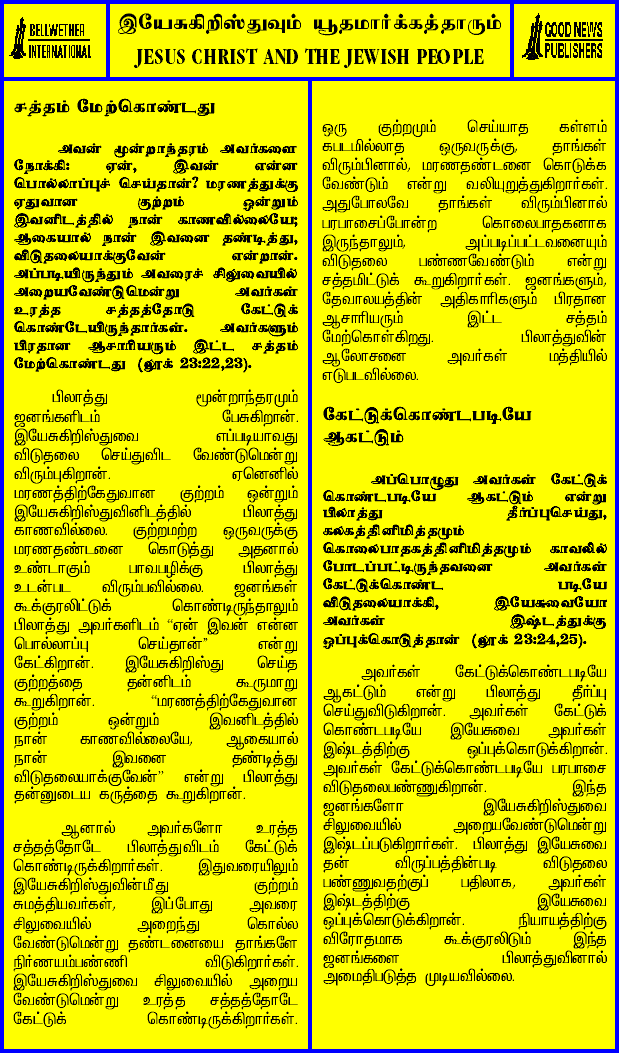 BELLWETHER
INTERNATIONAL
இயேசுகிறிஸ்துவும் யூதமார்க்கத்தாரும்
JESUS CHRIST AND THE JEWISH PEOPLE
GOOD NEWS
PUBLISHERS
சத்தம் மேற்கொண்டது
அவன் மூன்றாந்தரம் அவர்களை
நோக்கி: ஏன், இவன் என்ன
பொல்லாப்புச் செய்தான்? மரணத்துக்கு
ஏதுவான குற்றம் ஒன்றும்
இவனிடத்தில் நான் காணவில்லையே;
ஆகையால் நான் இவனை தண்டித்து,
விடுதலையாக்குவேன் என்றான்.
அப்படியிருந்தும் அவரைச் சிலுவையில்
அறையவேண்டுமென்று அவர்கள்
உரத்த சத்தத்தோடு கேட்டுக்
கொண்டேயிருந்தார்கள். அவர்களும்
பிரதான ஆசாரியரும் இட்ட சத்தம்
மேற்கொண்டது (லூக் 23:22,23).
பிலாத்து மூன்றாந்தரமும்
ஜனங்களிடம் பேசுகிறான்.
இயேசுகிறிஸ்துவை எப்படியாவது
விடுதலை செய்துவிட வேண்டுமென்று
விரும்புகிறான். ஏனெனில்
மரணத்திற்கேதுவான குற்றம் ஒன்றும்
இயேசுகிறிஸ்துவினிடத்தில் பிலாத்து
காணவில்லை. குற்றமற்ற ஒருவருக்கு
மரணதண்டனை கொடுத்து அதனால்
உண்டாகும் பாவபழிக்கு பிலாத்து
உடன்பட விரும்பவில்லை. ஜனங்கள்
கூக்குரலிட்டுக் கொண்டிருந்தாலும்
பிலாத்து அவர்களிடம் “ஏன் இவன் என்ன
பொல்லாப்பு செய்தான்” என்று
கேட்கிறான். இயேசுகிறிஸ்து செய்த
குற்றத்தை தன்னிடம் கூருமாறு
கூறுகிறான். “மரணத்திற்கேதுவான
குற்றம் ஒன்றும் இவனிடத்தில்
நான் காணவில்லையே, ஆகையால்
நான் இவனை தண்டித்து
விடுதலையாக்குவேன்” என்று பிலாத்து
தன்னுடைய கருத்தை கூறுகிறான்.
ஆனால் அவர்களோ உரத்த
சத்தத்தோடே பிலாத்துவிடம் கேட்டுக்
கொண்டிருக்கிறார்கள். இதுவரையிலும்
இயேசுகிறிஸ்துவின்மீது குற்றம்
சுமத்தியவர்கள், இப்போது அவரை
சிலுவையில் அறைந்து கொல்ல
வேண்டுமென்று தண்டனையை தாங்களே
நிர்ணயம்பண்ணி விடுகிறார்கள்.
இயேசுகிறிஸ்துவை சிலுவையில் அறைய
வேண்டுமென்று உரத்த சத்தத்தோடே
கேட்டுக் கொண்டிருக்கிறார்கள்.
ஒரு குற்றமும் செய்யாத கள்ளம்
கபடமில்லாத ஒருவருக்கு, தாங்கள்
விரும்பினால், மரணதண்டனை கொடுக்க
வேண்டும் என்று வலியுறுத்துகிறார்கள்.
அதுபோலவே தாங்கள் விரும்பினால்
பரபாசைப்போன்ற கொலைபாதகனாக
இருந்தாலும், அப்படிப்பட்டவனையும்
விடுதலை பண்ணவேண்டும் என்று
சத்தமிட்டுக் கூறுகிறார்கள். ஜனங்களும்,
தேவாலயத்தின் அதிகாரிகளும் பிரதான
ஆசாரியரும் இட்ட சத்தம்
மேற்கொள்கிறது. பிலாத்துவின்
ஆலோசனை அவர்கள் மத்தியில்
எடுபடவில்லை.
கேட்டுக்கொண்டபடியே
ஆகட்டும்
அப்பொழுது அவர்கள் கேட்டுக்
கொண்டபடியே ஆகட்டும் என்று
பிலாத்து தீர்ப்புசெய்து,
கலகத்தினிமித்தமும்
கொலைபாதகத்தினிமித்தமும் காவலில்
போடப்பட்டிருந்தவனை அவர்கள்
கேட்டுக்கொண்ட படியே
விடுதலையாக்கி, இயேசுவையோ
அவர்கள் இஷ்டத்துக்கு
ஒப்புக்கொடுத்தான் (லூக் 23:24,25).
அவர்கள் கேட்டுக்கொண்டபடியே
ஆகட்டும் என்று பிலாத்து தீர்ப்பு
செய்துவிடுகிறான். அவர்கள் கேட்டுக்
கொண்டபடியே இயேசுவை அவர்கள்
இஷ்டத்திற்கு ஒப்புக்கொடுக்கிறான்.
அவர்கள் கேட்டுக்கொண்டபடியே பரபாசை
விடுதலைபண்ணுகிறான். இந்த
ஜனங்களோ இயேசுகிறிஸ்துவை
சிலுவையில் அறையவேண்டுமென்று
இஷ்டப்படுகிறார்கள். பிலாத்து இயேசுவை
தன் விருப்பத்தின்படி விடுதலை
பண்ணுவதற்குப் பதிலாக, அவர்கள்
இஷ்டத்திற்கு இயேசுவை
ஒப்புக்கொடுக்கிறான். நியாயத்திற்கு
விரோதமாக கூக்குரலிடும் இந்த
ஜனங்களை பிலாத்துவினால்
அமைதிபடுத்த முடியவில்லை.